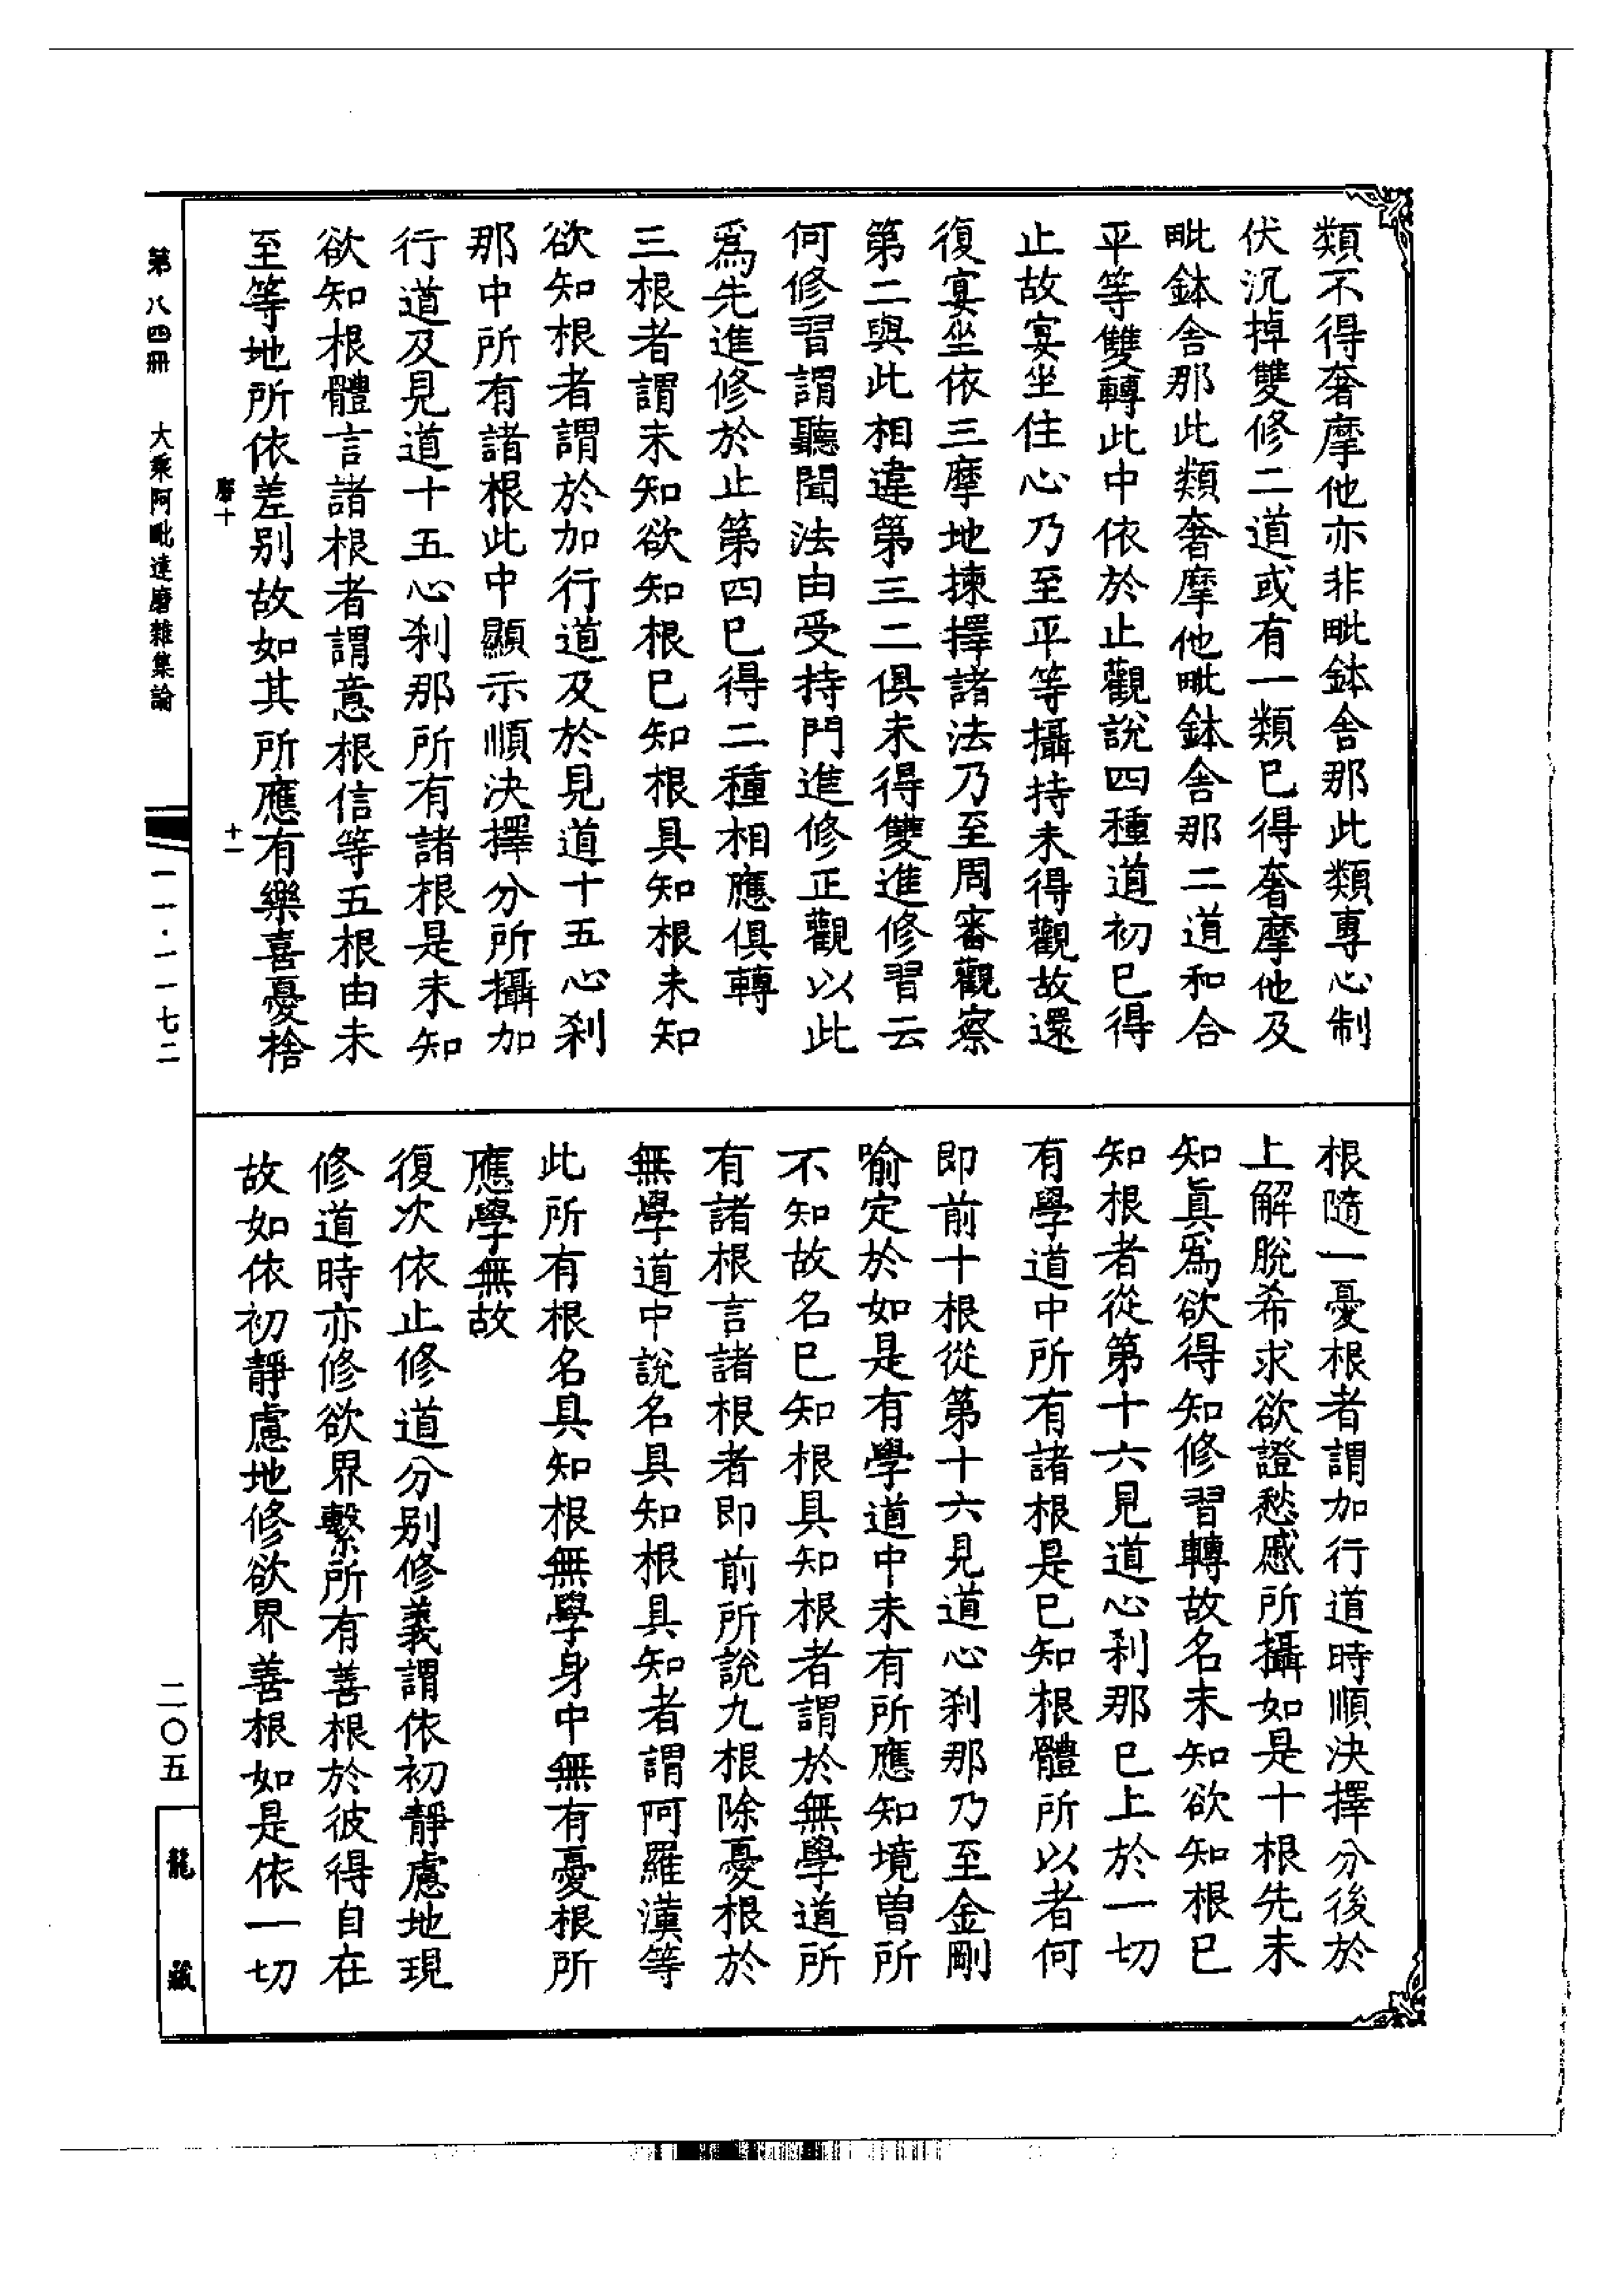 類不得奢摩他亦非毗鉢舍那此類專心制
伏沉掉雙修二道或有一類已得奢摩他及
毗鉢舍那此類奢摩他毗鉢舍那二道和合
平等雙轉此中依於止觀說四種道初已得
止故宴坐住心乃至平等攝持未得觀故還
復宴坐依三摩地揀擇諸法乃至周審觀察
第二與此相違第三二俱未得雙進修習云
何修習謂聽聞法由受持門進修正觀以此
爲先進修於止第四已得二種相應俱轉
三根者謂未知欲知根已知根具知根未知
欲知根者謂於加行道及於見道十五心刹
那中所有諸根此中顯示順決擇分所攝加
行道及見道十五心刹那所有諸根是未知
欲知根體言諸根者謂意根信等五根由未
至等地所依差別故如其所應有樂喜憂捨
根隨一憂根者謂加行道時順決擇分後於
上解脫希求欲證愁慼所攝如是十根先未
知眞爲欲得知修習轉故名未知欲知根已
知根者從第十六見道心刹那已上於一切
有學道中所有諸根是已知根體所以者何
即前十根從第十六見道心刹那乃至金剛
喻定於如是有學道中未有所應知境曾所
不知故名已知根具知根者謂於無學道所
有諸根言諸根者即前所說九根除憂根於
無學道中說名具知根具知者謂阿羅漢等
此所有根名具知根無學身中無有憂根所
應學無故
復次依止修道分別修義謂依初靜慮地現
修道時亦修欲界繫所有善根於彼得自在
故如依初靜慮地修欲界善根如是依一切
磨十
十一
第八四冊
大乘阿毗達磨雜集論
一一·一一七二
二〇五
龍藏